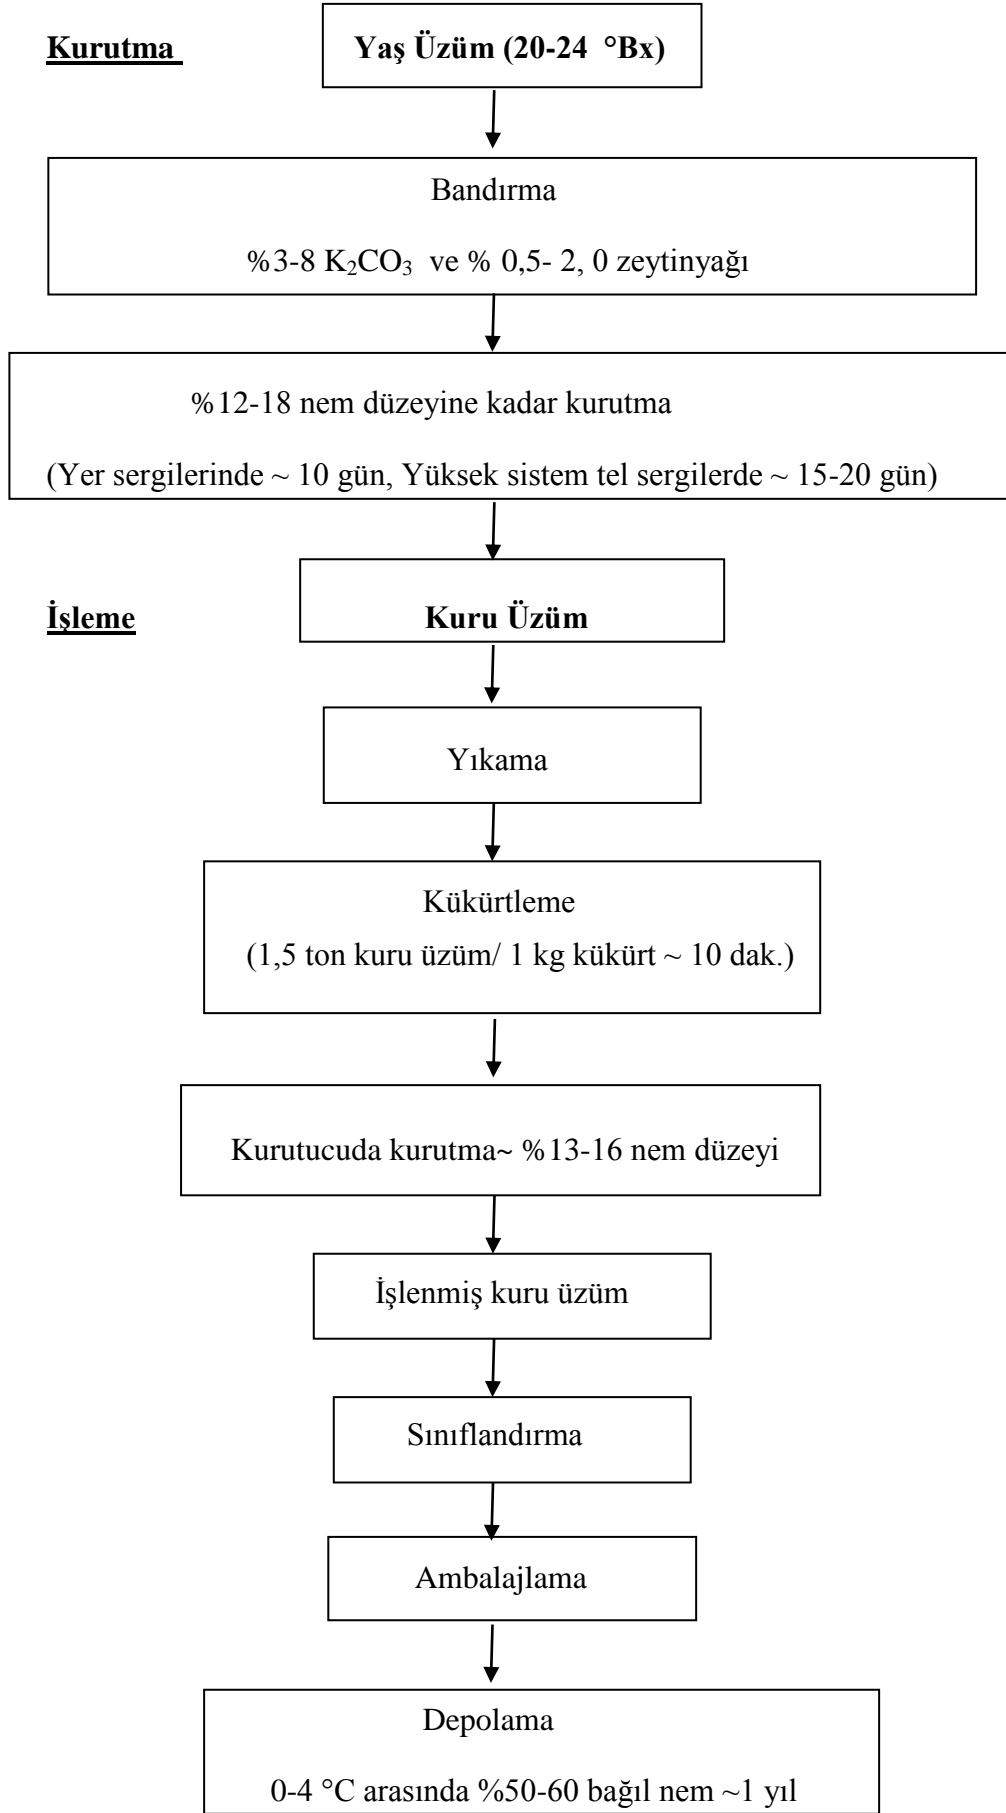 Kurutma
Yaş Üzüm (20-24 °Bx)
Bandırma
%3-8 K₂CO₃ ve % 0,5- 2, 0 zeytinyağı
%12-18 nem düzeyine kadar kurutma
(Yer sergilerinde ~ 10 gün, Yüksek sistem tel sergilerde ~ 15-20 gün)
İşleme
Kuru Üzüm
Yıkama
Kükürtleme
(1,5 ton kuru üzüm/ 1 kg kükürt ~ 10 dak.)
Kurutucuda kurutma~ %13-16 nem düzeyi
İşlenmiş kuru üzüm
Sınıflandırma
Ambalajlama
Depolama
0-4 °C arasında %50-60 bağıl nem ~1 yıl